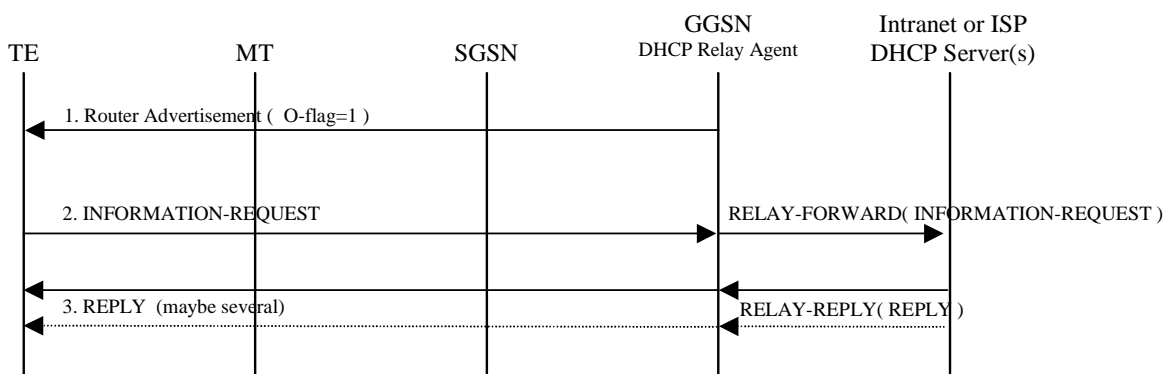 GGSN
Intranet or ISP
TE
MT
SGSN
DHCP Relay Agent
DHCP Server(s)
1. Router Advertisement ( O-flag=1 )
2. INFORMATION-REQUEST
RELAY-FORWARD( INFORMATION-REQUEST )
3. REPLY (maybe several)
RELAY-REPLY( REPLY )